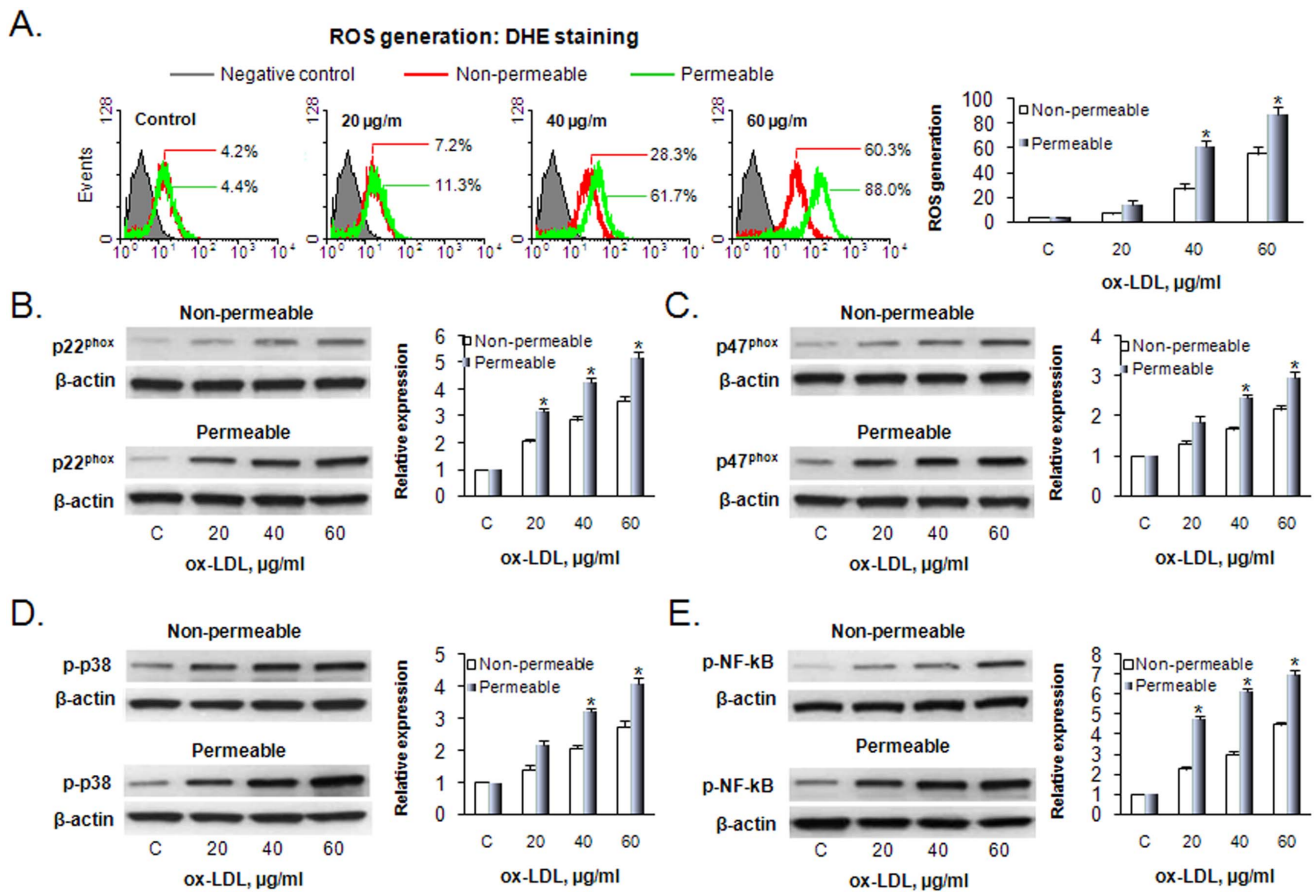 A.
ROS generation: DHE staining
Negative control Non-permeable Permeable
Events
128
0
Control
4.2%
4.4%
10⁰ 10¹ 10² 10³ 10⁴
128
0
20 µg/m
7.2%
11.3%
10⁰ 10¹ 10² 10³ 10⁴
128
0
40 µg/m
28.3%
61.7%
10⁰ 10¹ 10² 10³ 10⁴
128
0
60 µg/m
60.3%
88.0%
10⁰ 10¹ 10² 10³ 10⁴
ROS generation
100
80
60
40
20
0
Non-permeable
Permeable
* *
C 20 40 60
ox-LDL, µg/ml
B.
Non-permeable
p22phox
β-actin
Permeable
p22phox
β-actin
C 20 40 60
ox-LDL, µg/ml
Relative expression
6
5
4
3
2
1
0
Non-permeable
Permeable
* * *
C 20 40 60
ox-LDL, µg/ml
C.
Non-permeable
p47phox
β-actin
Permeable
p47phox
β-actin
C 20 40 60
ox-LDL, µg/ml
Relative expression
4
3
2
1
0
Non-permeable
Permeable
* *
C 20 40 60
ox-LDL, µg/ml
D.
Non-permeable
p-p38
β-actin
Permeable
p-p38
β-actin
C 20 40 60
ox-LDL, µg/ml
Relative expression
5
4
3
2
1
0
Non-permeable
Permeable
* *
C 20 40 60
ox-LDL, µg/ml
E.
Non-permeable
p-NF-kB
β-actin
Permeable
p-NF-kB
β-actin
C 20 40 60
ox-LDL, µg/ml
Relative expression
8
7
6
5
4
3
2
1
0
Non-permeable
Permeable
* * *
C 20 40 60
ox-LDL, µg/ml